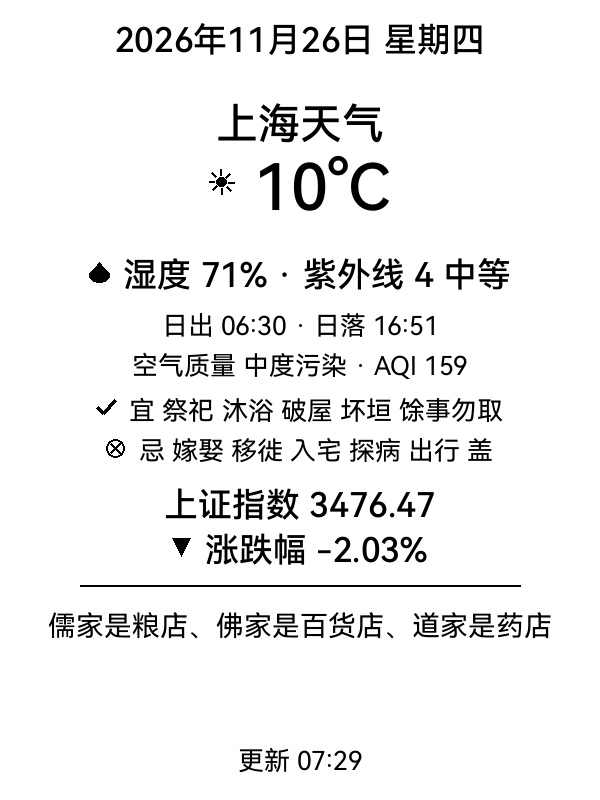 2026年11月26日 星期四
上海天气
10°C
湿度 71% · 紫外线 4 中等
日出 06:30 · 日落 16:51
空气质量 中度污染 · AQI 159
宜 祭祀 沐浴 破屋 坏垣 馀事勿取
忌 嫁娶 移徙 入宅 探病 出行 盖
上证指数 3476.47
涨跌幅 -2.03%
儒家是粮店、佛家是百货店、道家是药店
更新 07:29